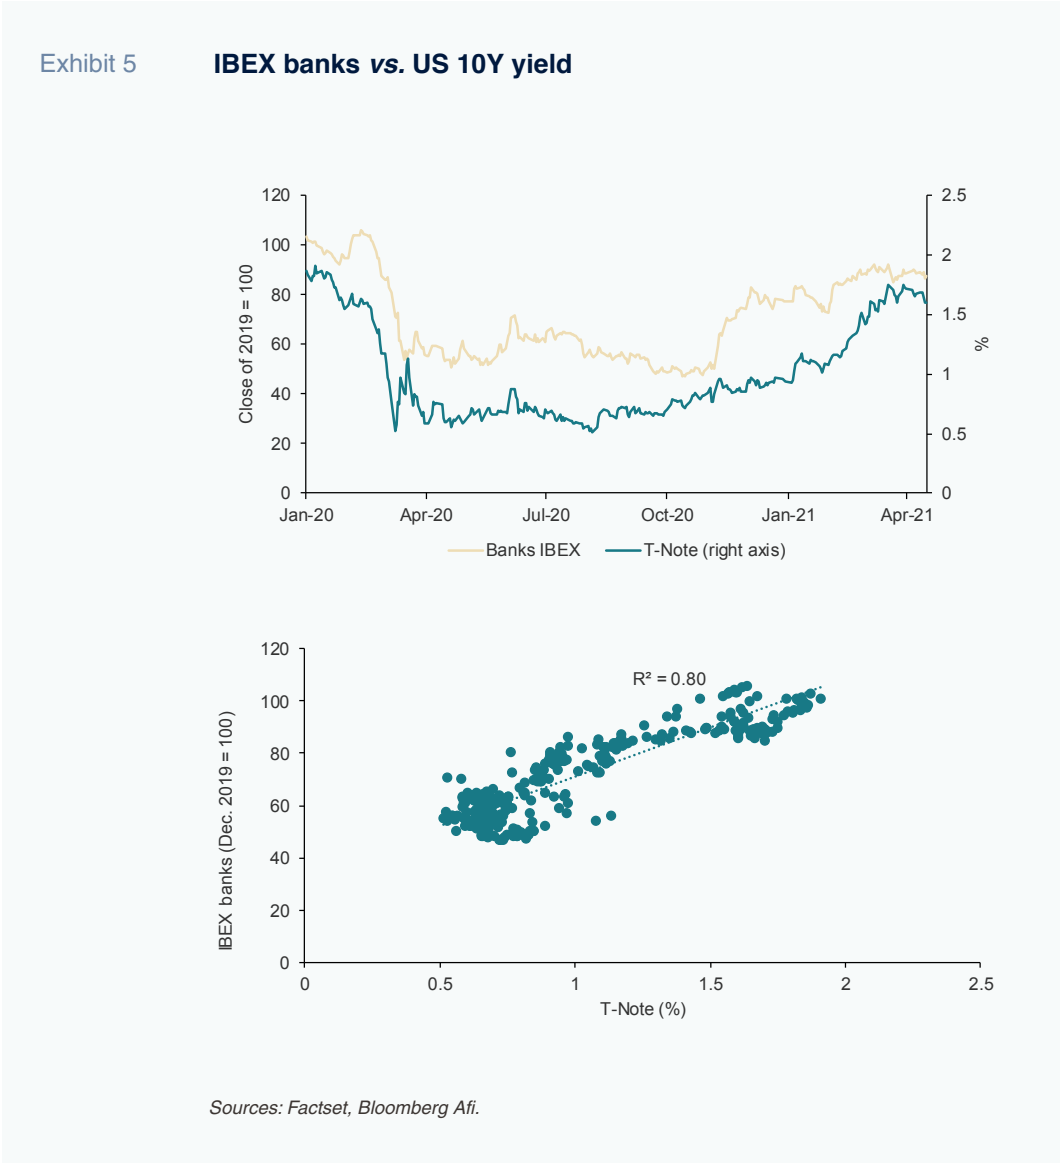 Exhibit 5
IBEX banks vs. US 10Y yield
120
100
80
60
40
20
0
Close of 2019 = 100
2.5
2
1.5
1
0.5
0
%
Jan-20 Apr-20 Jul-20 Oct-20 Jan-21 Apr-21
Banks IBEX T-Note (right axis)
120
100
80
60
40
20
0
IBEX banks (Dec. 2019 = 100)
R² = 0.80
0 0.5 1 1.5 2 2.5
T-Note (%)
Sources: Factset, Bloomberg Afi.